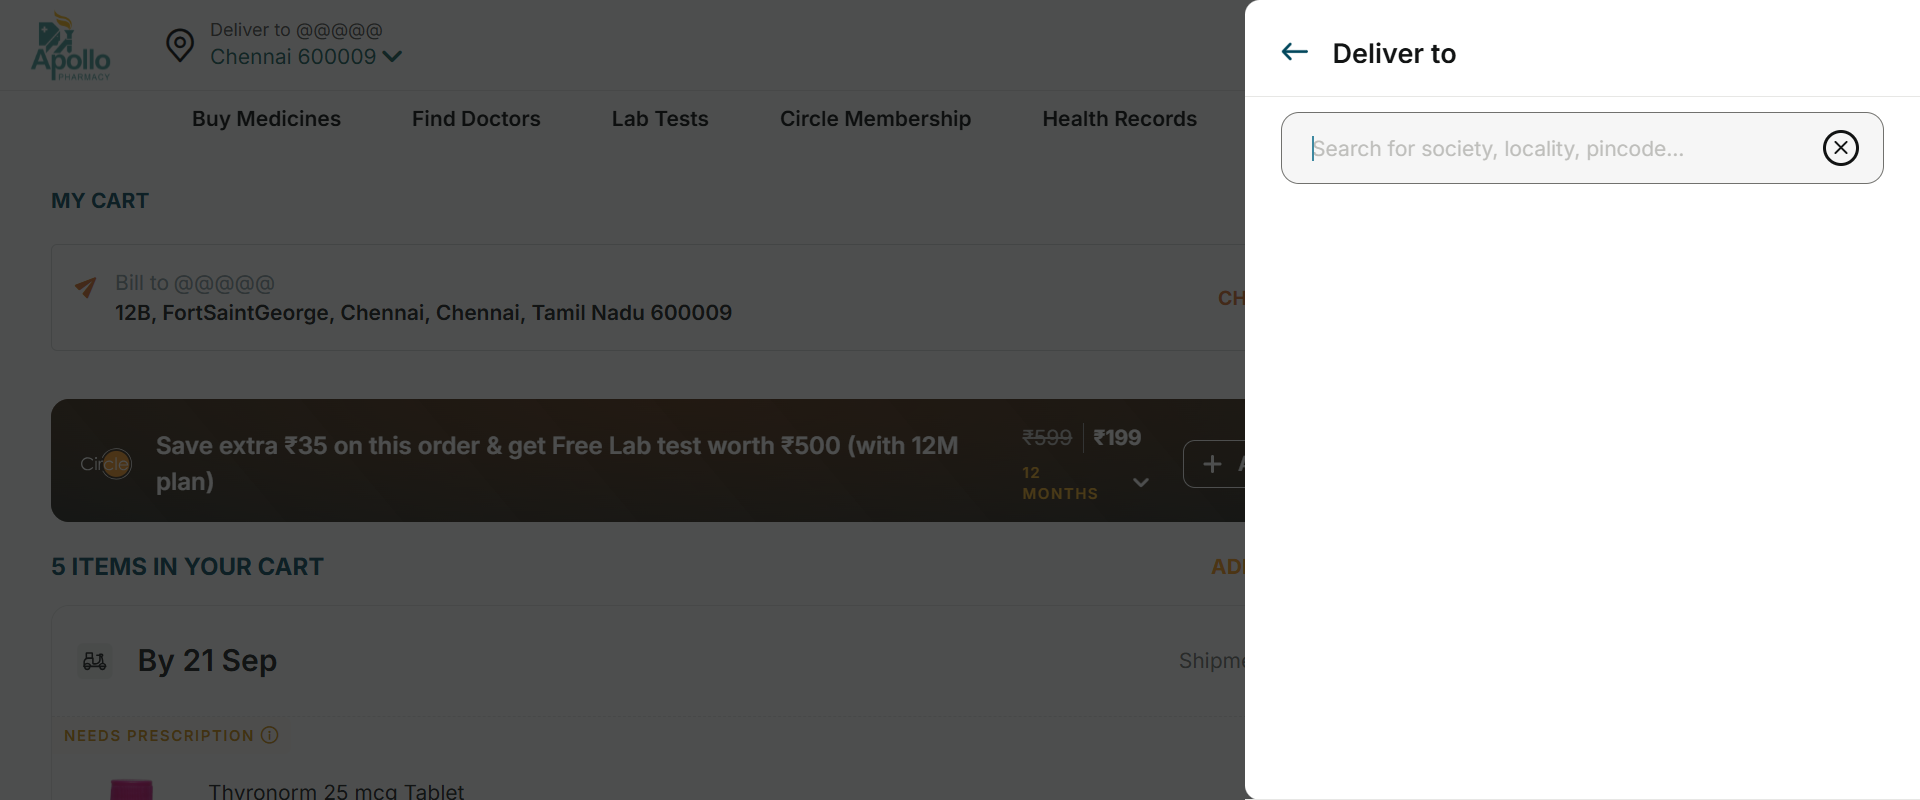 Apollo
PHARMACY
Deliver to @@@@@
Chennai 600009
Buy Medicines
Find Doctors
Lab Tests
Circle Membership
Health Records
MY CART
Bill to @@@@@
12B, FortSaintGeorge, Chennai, Chennai, Tamil Nadu 600009
CH
Circle
Save extra ₹35 on this order & get Free Lab test worth ₹500 (with 12M
plan)
₹599 ₹199
12
MONTHS
+ A
5 ITEMS IN YOUR CART
ADD
By 21 Sep
Shipme
NEEDS PRESCRIPTION
Thyronorm 25 mcg Tablet
Deliver to
Search for society, locality, pincode...